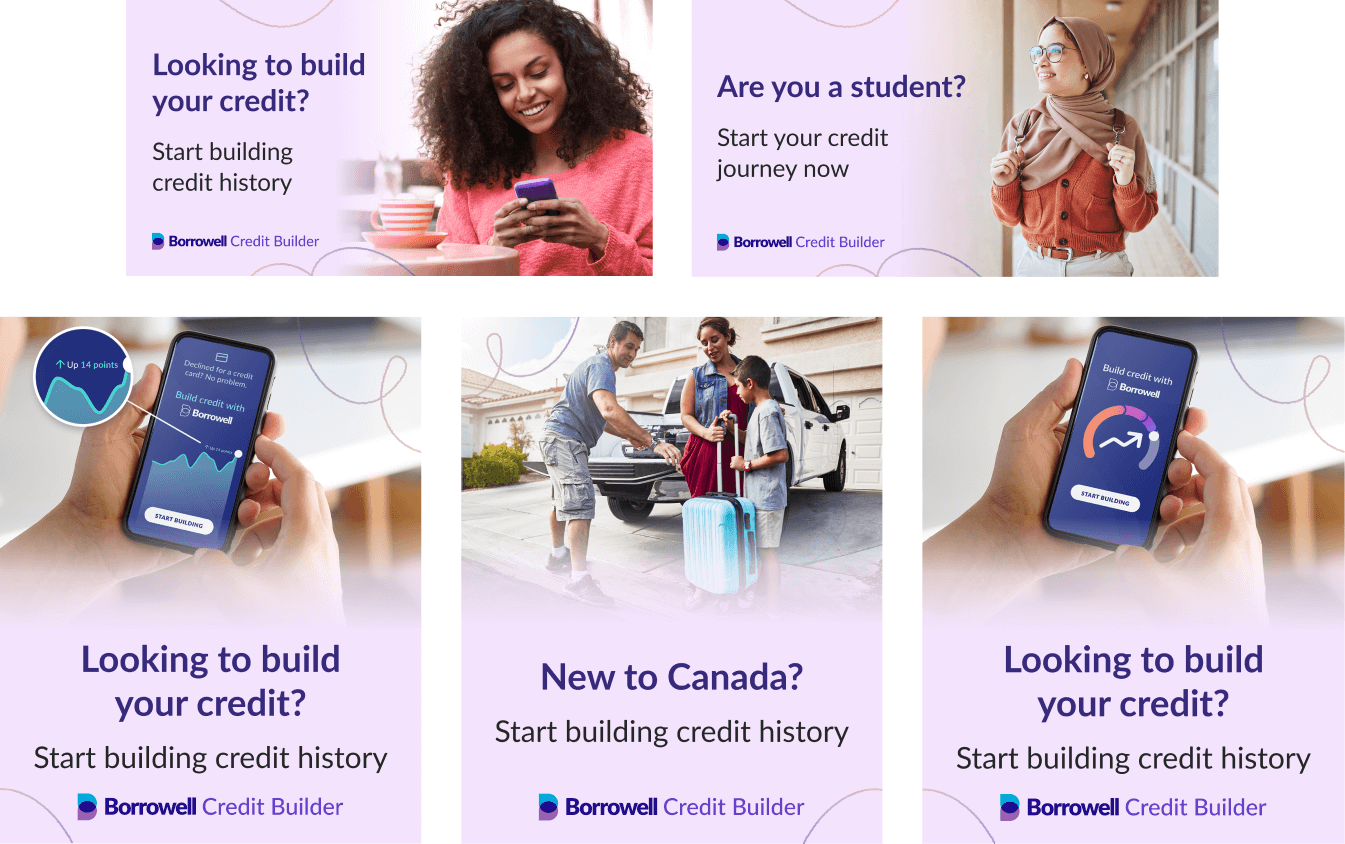 Looking to build
your credit?
Start building
credit history
Borrowell Credit Builder
Are you a student?
Start your credit
journey now
Borrowell Credit Builder
↑ Up 14 points
Declined for a credit
card? No problem.
Build credit with
Borrowell
↑ Up 14 points
START BUILDING
Looking to build
your credit?
Start building credit history
Borrowell Credit Builder
New to Canada?
Start building credit history
Borrowell Credit Builder
Build credit with
Borrowell
START BUILDING
Looking to build
your credit?
Start building credit history
Borrowell Credit Builder